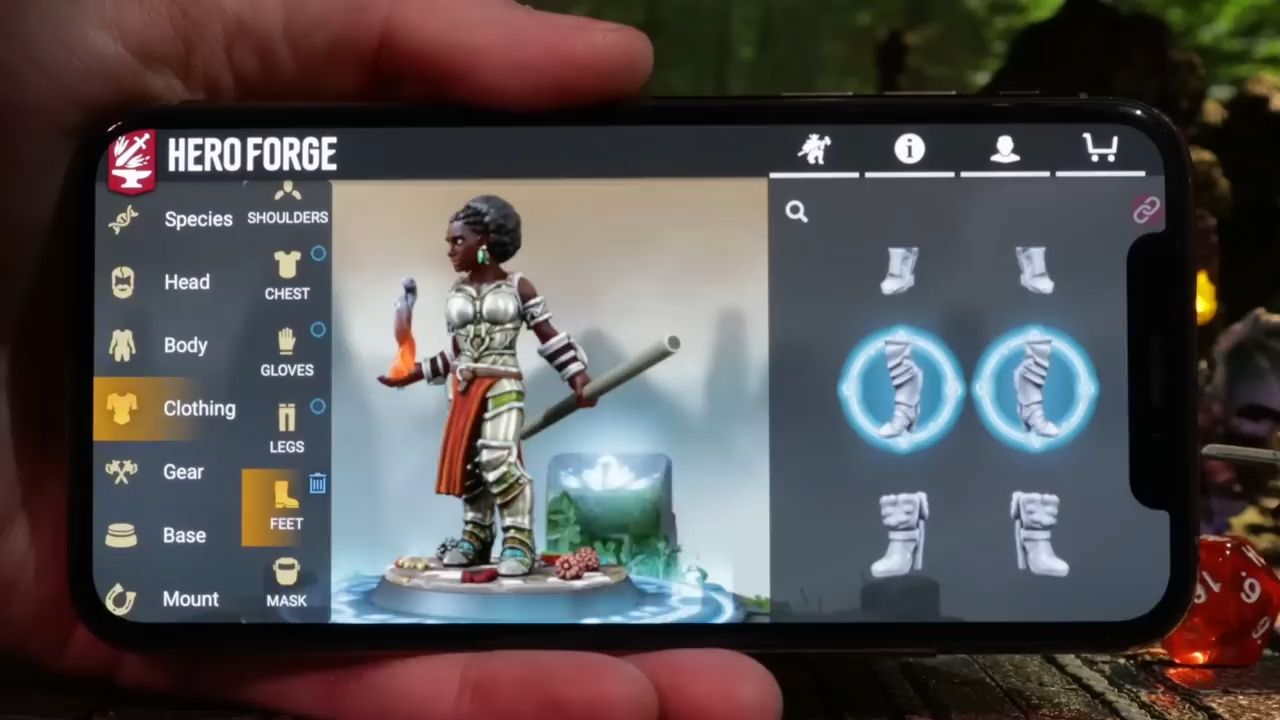 HERO FORGE
Species
Head
Body
Clothing
Gear
Base
Mount
SHOULDERS
CHEST
GLOVES
LEGS
FEET
MASK